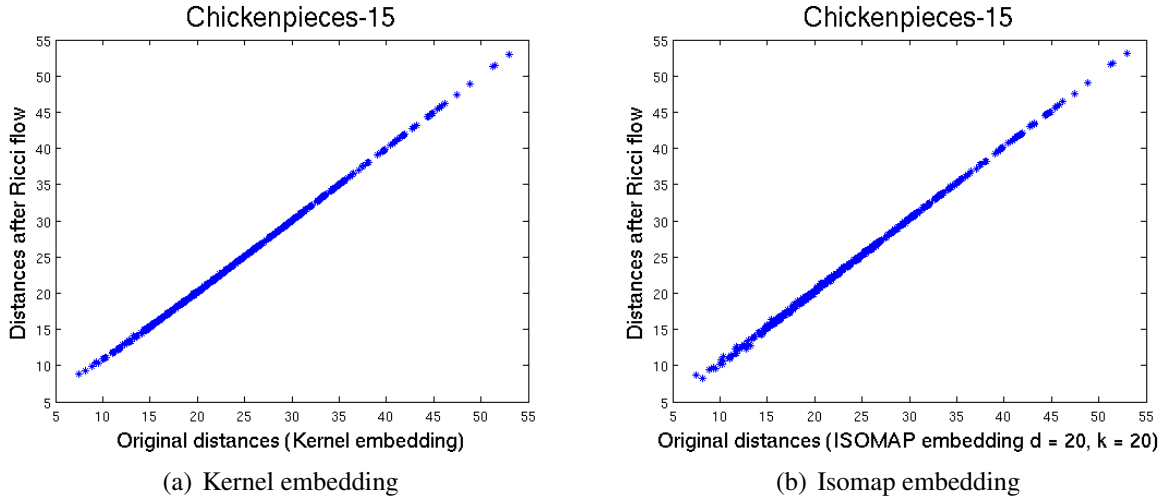 Chickenpieces-15
55
50
45
40
35
30
25
20
15
10
5
Distances after Ricci flow
5 10 15 20 25 30 35 40 45 50 55
Original distances (Kernel embedding)
(a) Kernel embedding
Chickenpieces-15
55
50
45
40
35
30
25
20
15
10
5
Distances after Ricci flow
5 10 15 20 25 30 35 40 45 50 55
Original distances (ISOMAP embedding d = 20, k = 20)
(b) Isomap embedding